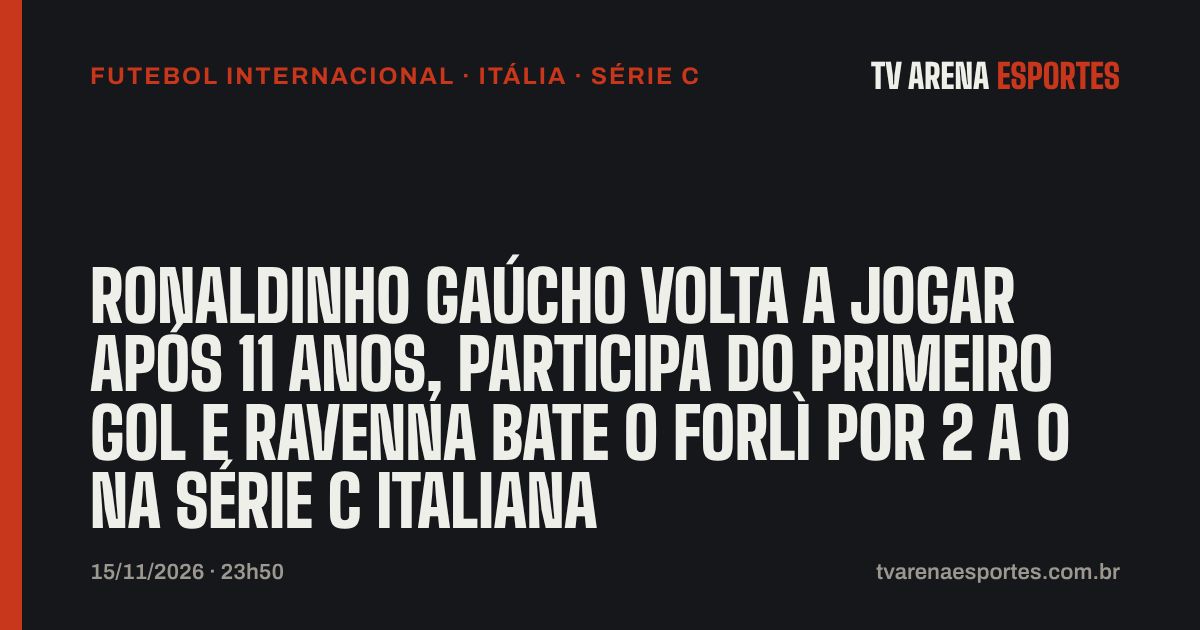 FUTEBOL INTERNACIONAL · ITÁLIA · SÉRIE C
TV ARENA ESPORTES
RONALDINHO GAÚCHO VOLTA A JOGAR
APÓS 11 ANOS, PARTICIPA DO PRIMEIRO
GOL E RAVENNA BATE O FORLÌ POR 2 A 0
NA SÉRIE C ITALIANA
15/11/2026 · 23h50
tvarenaesportes.com.br